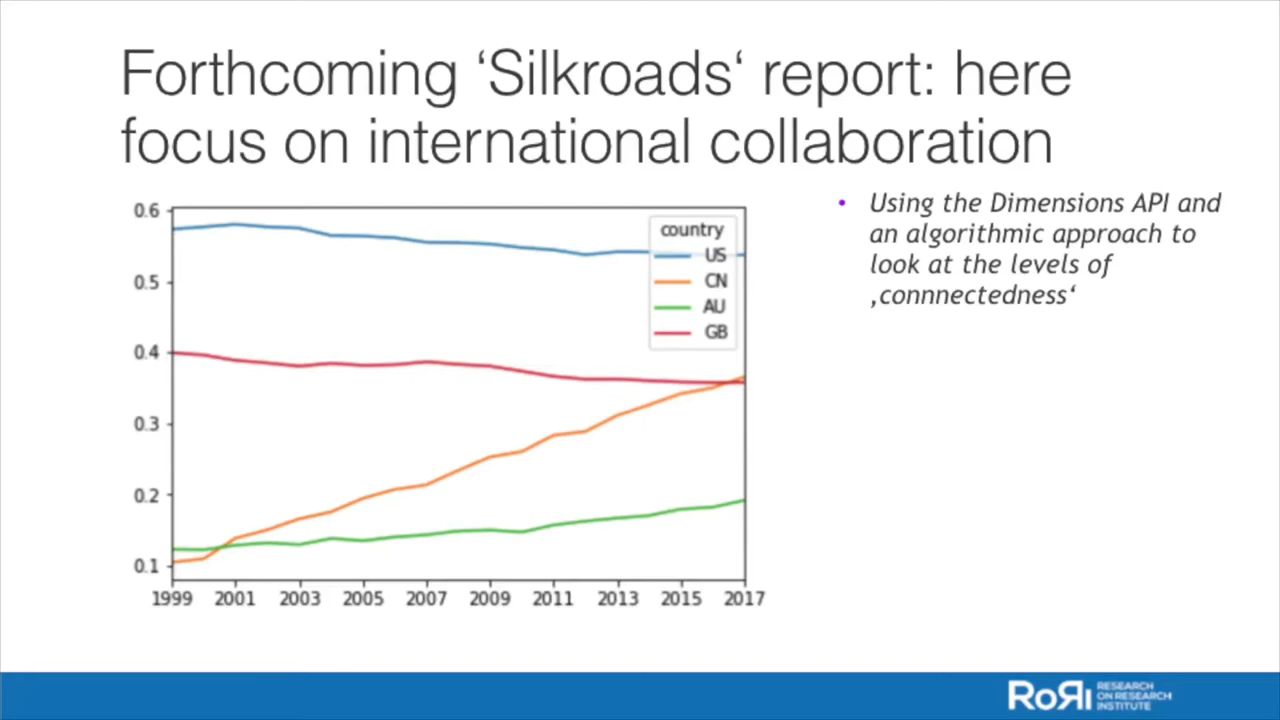 Forthcoming ‘Silkroads‘ report: here
focus on international collaboration
0.6
0.5
0.4
0.3
0.2
0.1
1999 2001 2003 2005 2007 2009 2011 2013 2015 2017
country
US
CN
AU
GB
• Using the Dimensions API and
an algorithmic approach to
look at the levels of
‚connnectedness‘
RoRI RESEARCH
ON RESEARCH
INSTITUTE